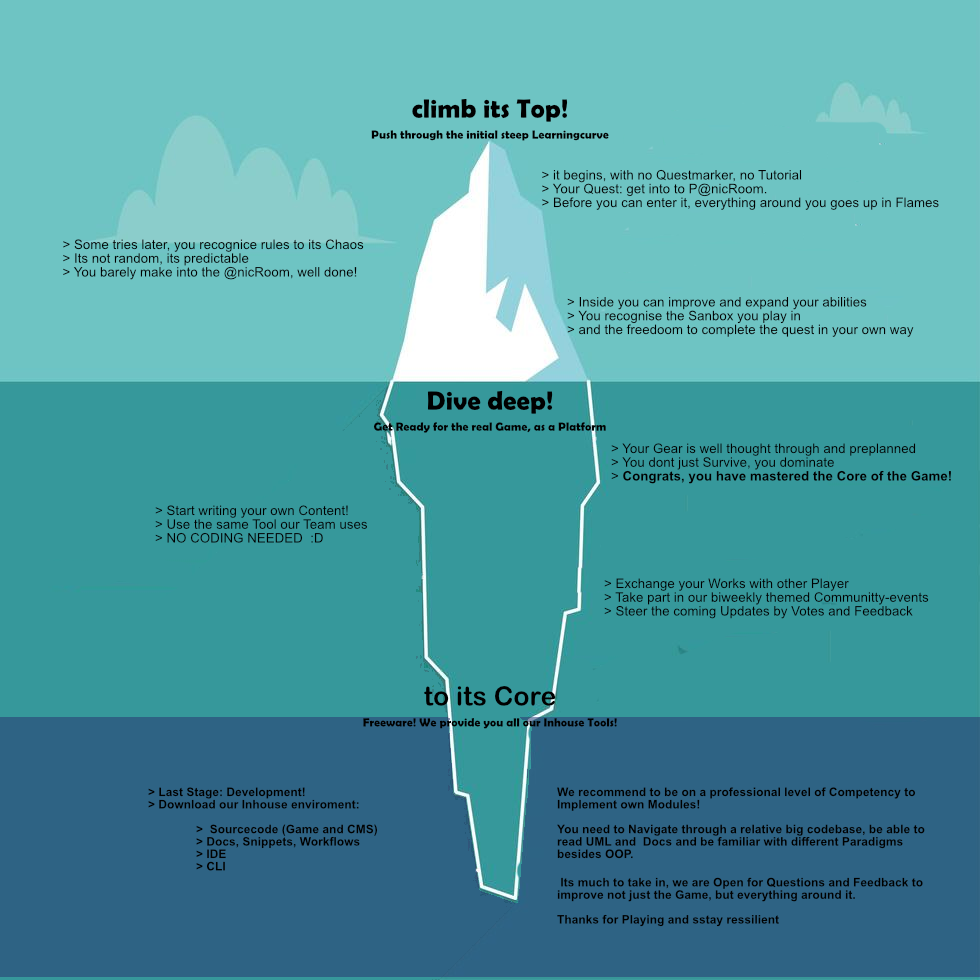 climb its Top!
Push through the initial steep Learningcurve
> it begins, with no Questmarker, no Tutorial
> Your Quest: get into to P@nicRoom.
> Before you can enter it, everything around you goes up in Flames
> Some tries later, you recognice rules to its Chaos
> Its not random, its predictable
> You barely make into the @nicRoom, well done!
> Inside you can improve and expand your abilities
> You recognise the Sanbox you play in
> and the freedoom to complete the quest in your own way
Dive deep!
Get Ready for the real Game, as a Platform
> Your Gear is well thought through and preplanned
> You dont just Survive, you dominate
> Congrats, you have mastered the Core of the Game!
> Start writing your own Content!
> Use the same Tool our Team uses
> NO CODING NEEDED  :D
> Exchange your Works with other Player
> Take part in our biweekly themed Communitty-events
> Steer the coming Updates by Votes and Feedback
to its Core
Freeware! We provide you all our Inhouse Tools!
> Last Stage: Development!
> Download our Inhouse enviroment:
>  Sourcecode (Game and CMS)
> Docs, Snippets, Workflows
> IDE
> CLI
We recommend to be on a professional level of Competency to
Implement own Modules!
You need to Navigate through a relative big codebase, be able to
read UML and  Docs and be familiar with different Paradigms
besides OOP.
Its much to take in, we are Open for Questions and Feedback to
improve not just the Game, but everything around it.
Thanks for Playing and sstay ressilient